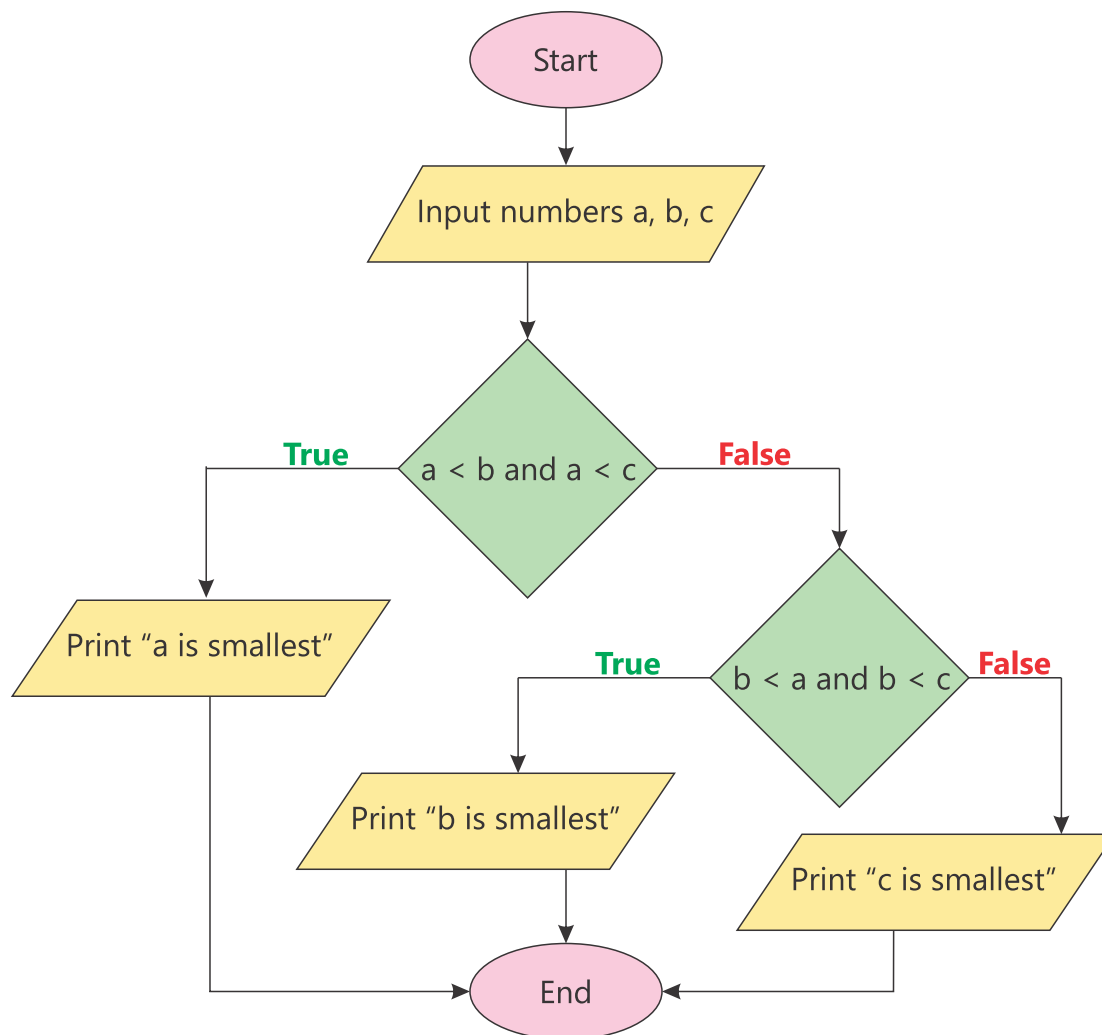 Start
Input numbers a, b, c
True
False
a < b and a < c
Print “a is smallest”
True
False
b < a and b < c
Print “b is smallest”
Print “c is smallest”
End